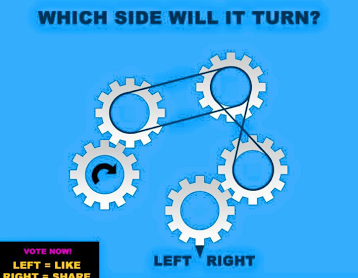 WHICH SIDE WILL IT TURN?
LEFT RIGHT
VOTE NOW!
LEFT = LIKE
RIGHT = SHARE